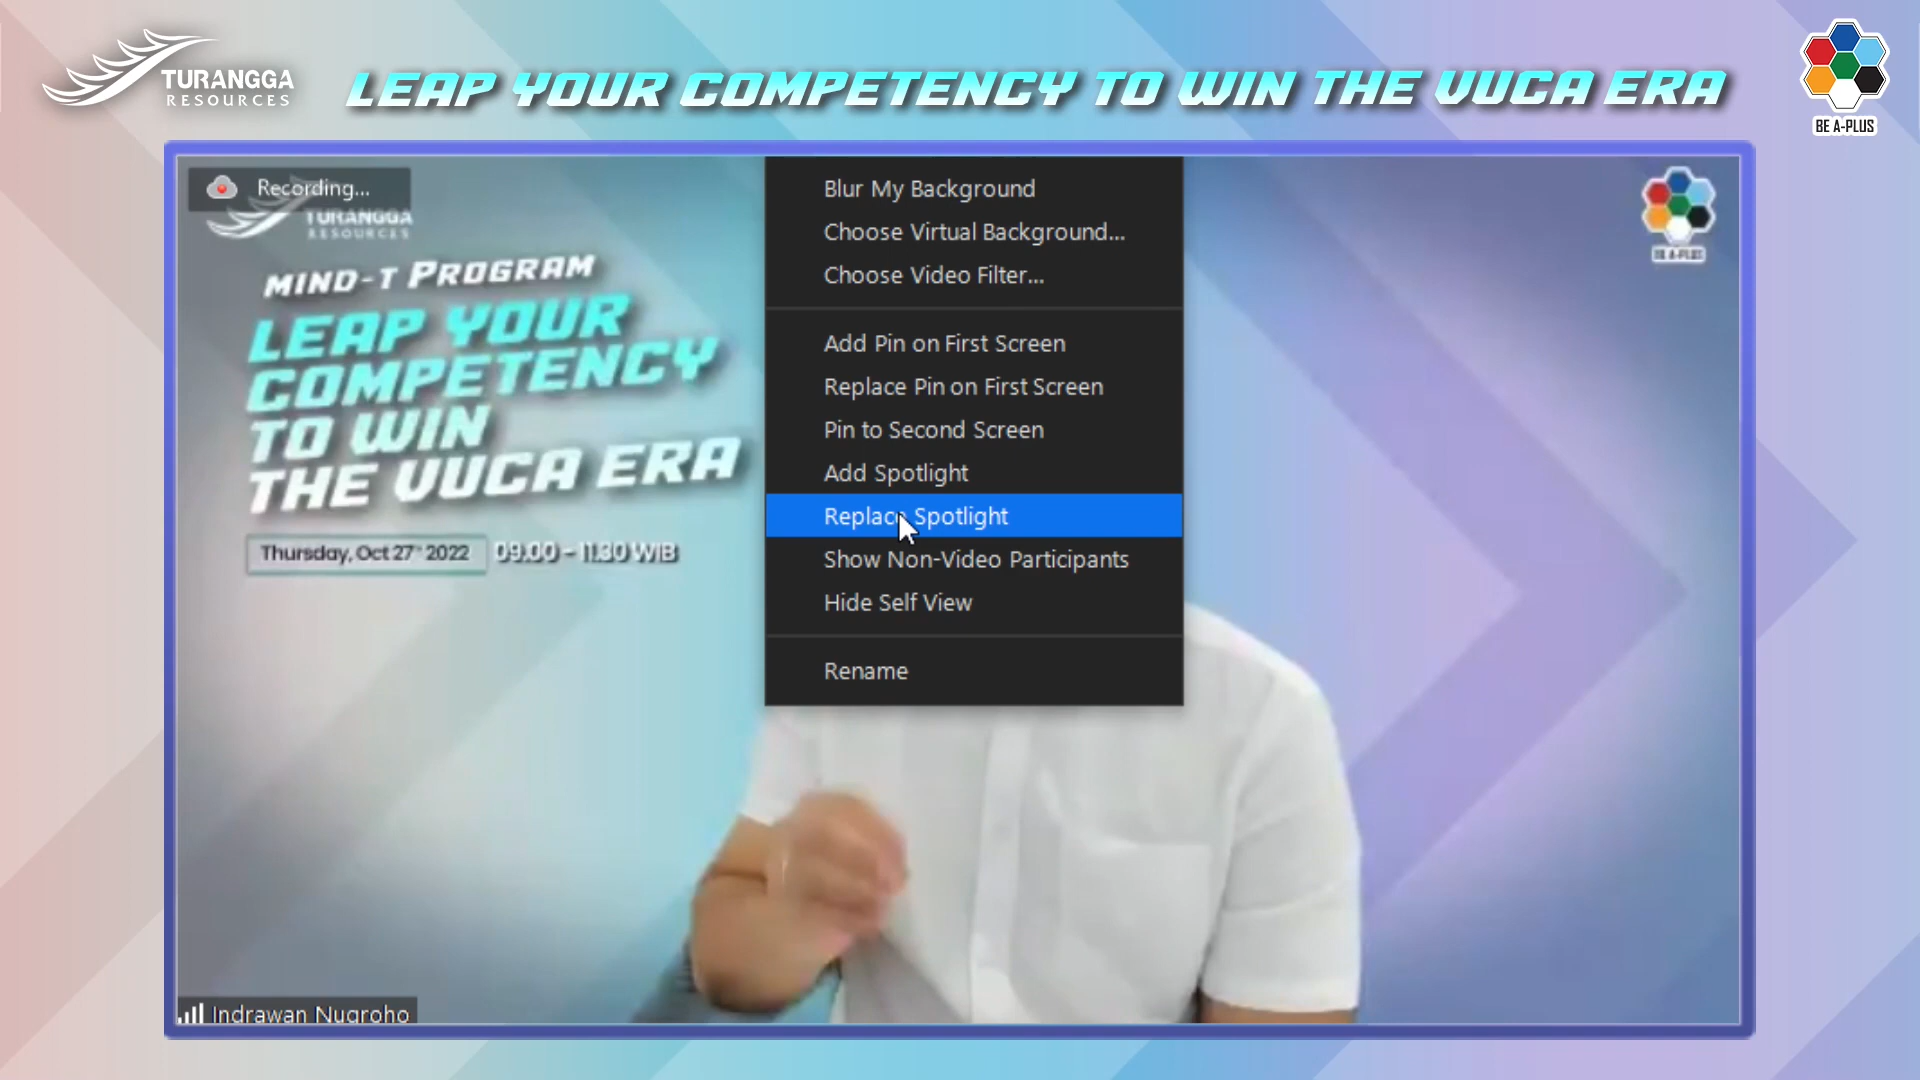 TURANGGA
RESOURCES
LEAP YOUR COMPETENCY TO WIN THE VUCA ERA
BE A-PLUS
Recording...
TURANGGA
RESOURCES
MIND-T PROGRAM
LEAP YOUR
COMPETENCY
TO WIN
THE VUCA ERA
Thursday, Oct 27th 2022 09.00 - 11.30 WIB
Blur My Background
Choose Virtual Background...
Choose Video Filter...
Add Pin on First Screen
Replace Pin on First Screen
Pin to Second Screen
Add Spotlight
Replace Spotlight
Show Non-Video Participants
Hide Self View
Rename
BE A-PLUS
Indrawan Nugroho